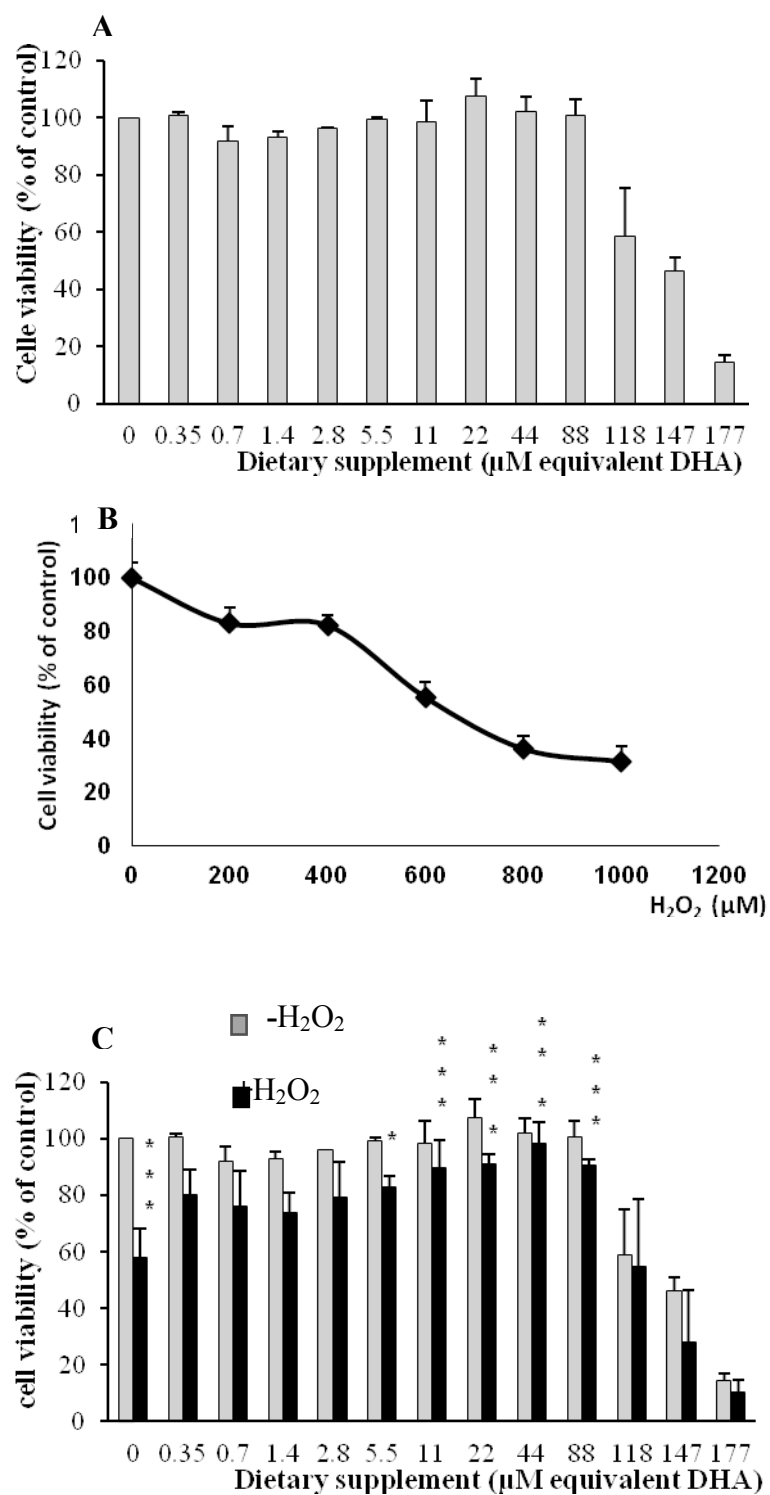 A
120
100
80
60
40
20
0
Celle viability (% of control)
0 0.35 0.7 1.4 2.8 5.5 11 22 44 88 118 147 177
Dietary supplement (µM equivalent DHA)
B
1
100
80
60
40
20
0
Cell viability (% of control)
0 200 400 600 800 1000 1200
H₂O₂ (µM)
C
-H₂O₂
H₂O₂
120
100
80
60
40
20
0
cell viability (% of control)
* * *
*
* * *
* * *
* * *
* * *
0 0.35 0.7 1.4 2.8 5.5 11 22 44 88 118 147 177
Dietary supplement (µM equivalent DHA)